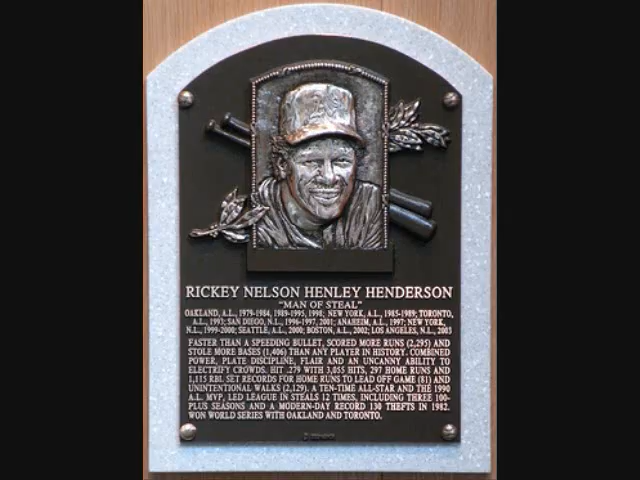 RICKEY NELSON HENLEY HENDERSON
"MAN OF STEAL"
OAKLAND, A.L., 1979-1984, 1989-1995, 1998; NEW YORK, A.L., 1985-1989; TORONTO,
A.L., 1993; SAN DIEGO, N.L., 1996-1997, 2001; ANAHEIM, A.L., 1997; NEW YORK,
N.L., 1999-2000; SEATTLE, A.L., 2000; BOSTON, A.L., 2002; LOS ANGELES, N.L., 2003
FASTER THAN A SPEEDING BULLET, SCORED MORE RUNS (2,295) AND
STOLE MORE BASES (1,406) THAN ANY PLAYER IN HISTORY. COMBINED
POWER, PLATE DISCIPLINE, FLAIR AND AN UNCANNY ABILITY TO
ELECTRIFY CROWDS. HIT .279 WITH 3,055 HITS, 297 HOME RUNS AND
1,115 RBI. SET RECORDS FOR HOME RUNS TO LEAD OFF GAME (81) AND
UNINTENTIONAL WALKS (2,129). A TEN-TIME ALL-STAR AND THE 1990
A.L. MVP, LED LEAGUE IN STEALS 12 TIMES, INCLUDING THREE 100-
PLUS SEASONS AND A MODERN-DAY RECORD 130 THEFTS IN 1982.
WON WORLD SERIES WITH OAKLAND AND TORONTO.